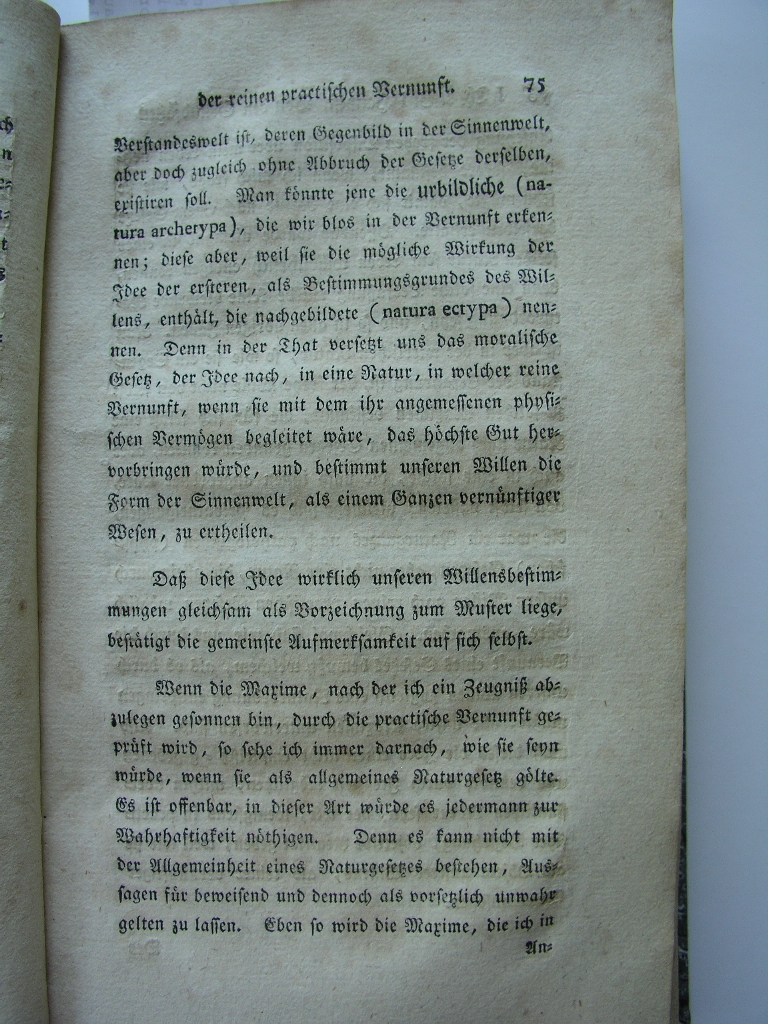 der reinen practischen Vernunft. 75
Verstandeswelt ist, deren Gegenbild in der Sinnenwelt,
aber doch zugleich ohne Abbruch der Gesetze derselben,
existiren soll. Man könnte jene die urbildliche (na-
tura archetypa), die wir blos in der Vernunft erken-
nen; diese aber, weil sie die mögliche Wirkung der
Idee der ersteren, als Bestimmungsgrundes des Wil-
lens, enthält, die nachgebildete (natura ectypa) nen-
nen. Denn in der That versetzt uns das moralische
Gesetz, der Idee nach, in eine Natur, in welcher reine
Vernunft, wenn sie mit dem ihr angemessenen physi-
schen Vermögen begleitet wäre, das höchste Gut her-
vorbringen würde, und bestimmt unseren Willen die
Form der Sinnenwelt, als einem Ganzen vernünftiger
Wesen, zu ertheilen.
Daß diese Idee wirklich unseren Willensbestim-
mungen gleichsam als Vorzeichnung zum Muster liege,
bestätigt die gemeinste Aufmerksamkeit auf sich selbst.
Wenn die Maxime, nach der ich ein Zeugniß ab-
zulegen gesonnen bin, durch die practische Vernunft ge-
prüft wird, so sehe ich immer darnach, wie sie seyn
würde, wenn sie als allgemeines Naturgesetz gölte.
Es ist offenbar, in dieser Art würde es jedermann zur
Wahrhaftigkeit nöthigen. Denn es kann nicht mit
der Allgemeinheit eines Naturgesetzes bestehen, Aus-
sagen für beweisend und dennoch als vorsetzlich unwahr
gelten zu lassen. Eben so wird die Maxime, die ich in
An-